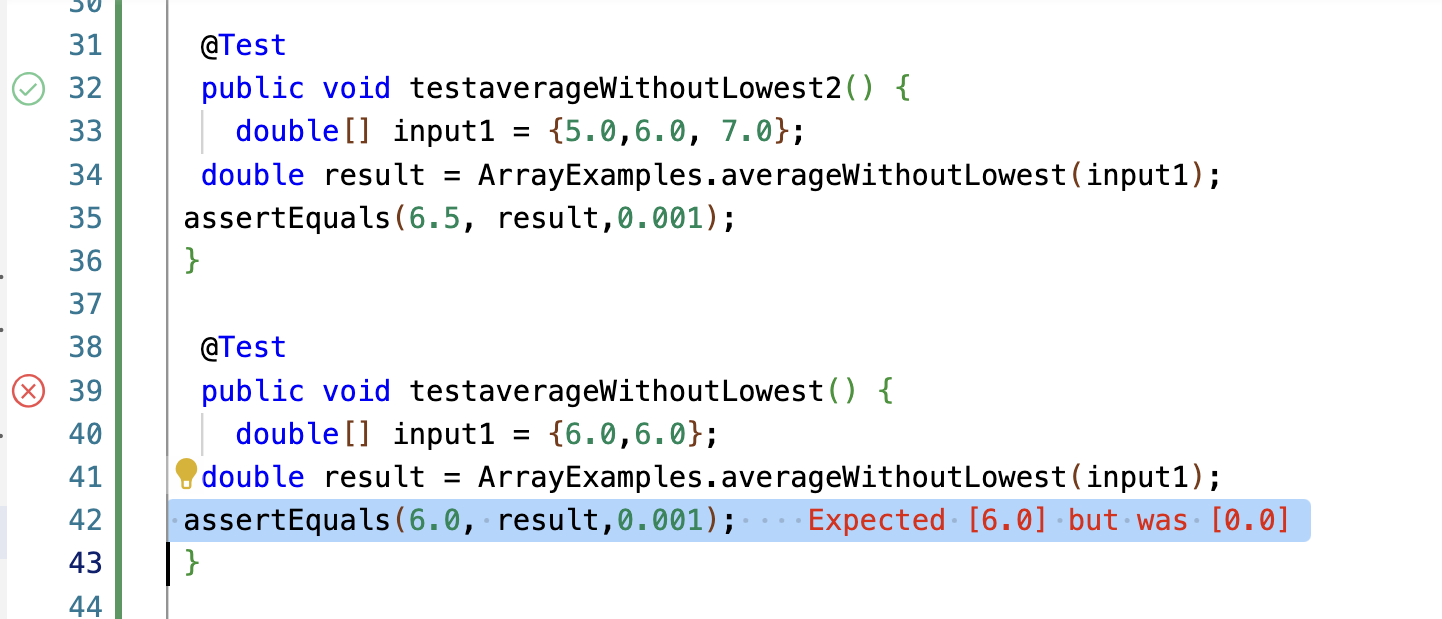 30
31 @Test
32 public void testaverageWithoutLowest2() {
33 double[] input1 = {5.0,6.0, 7.0};
34 double result = ArrayExamples.averageWithoutLowest(input1);
35 assertEquals(6.5, result,0.001);
36 }
37
38 @Test
39 public void testaverageWithoutLowest() {
40 double[] input1 = {6.0,6.0};
41 double result = ArrayExamples.averageWithoutLowest(input1);
42 assertEquals(6.0, result,0.001); Expected [6.0] but was [0.0]
43 }
44